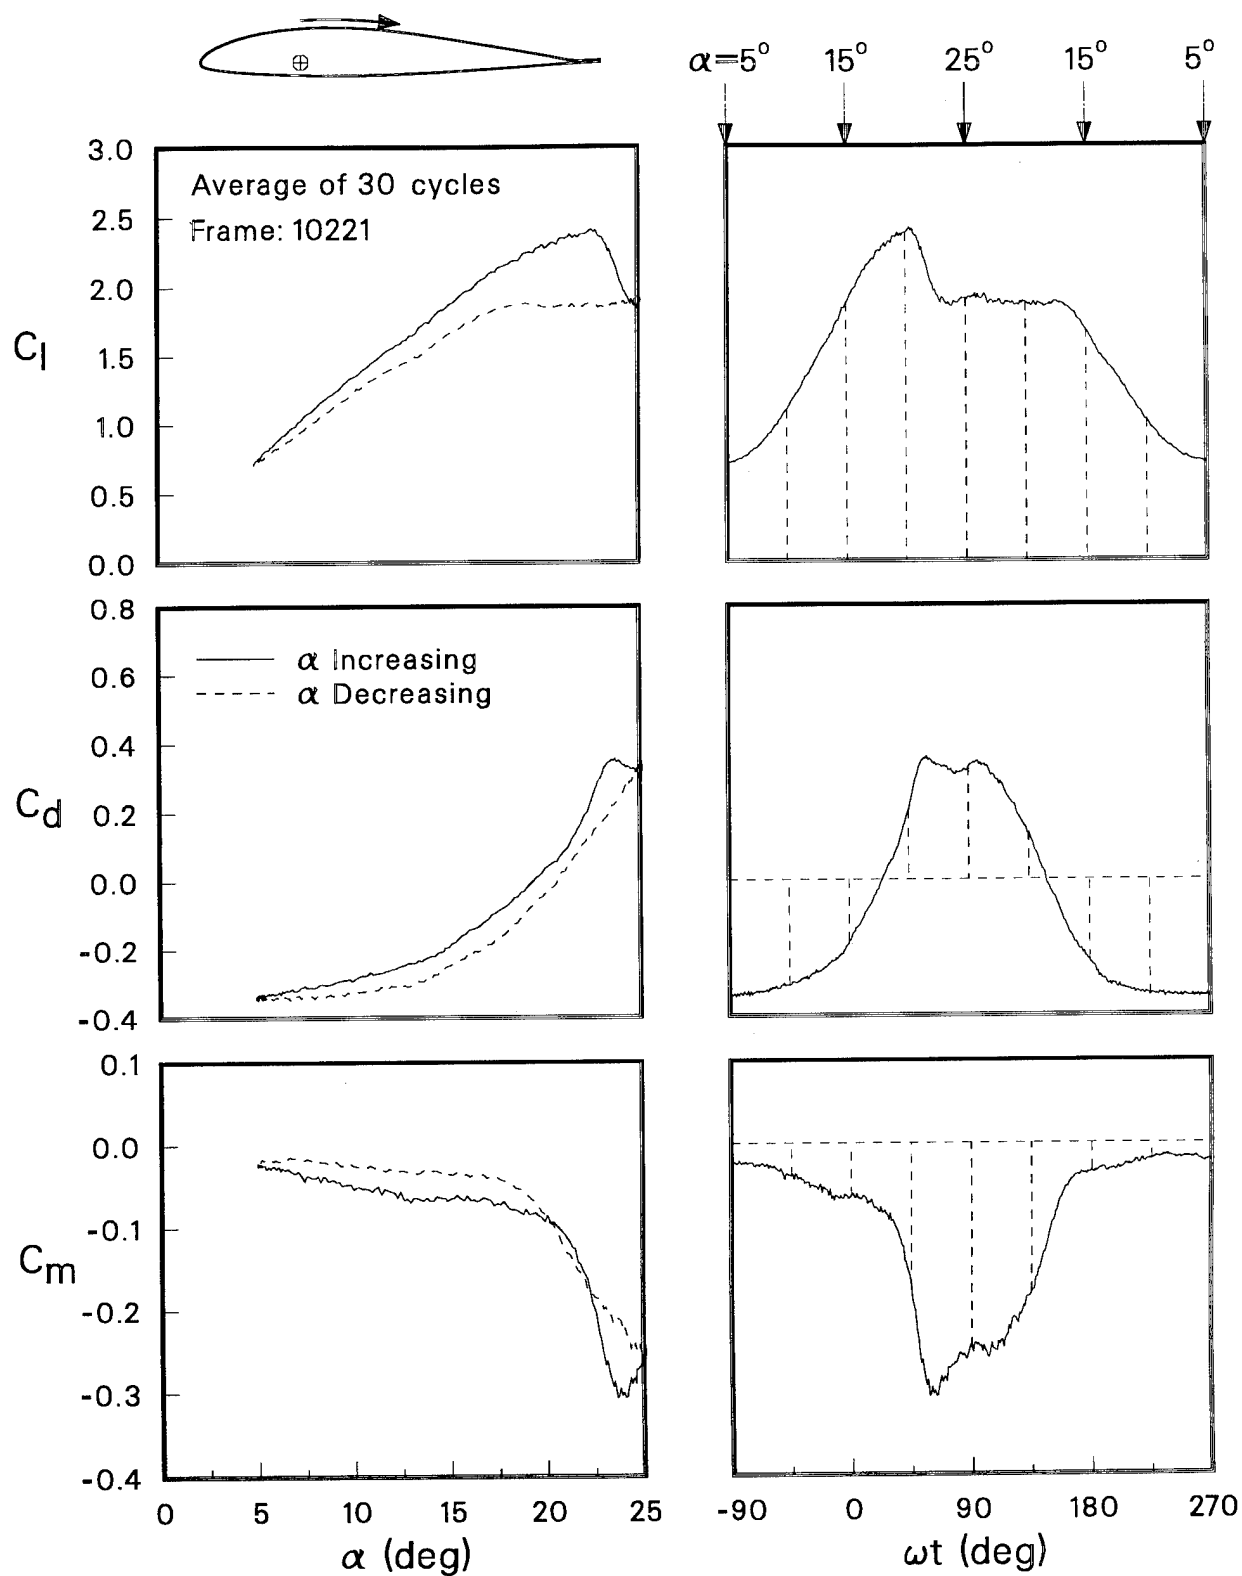 α=5° 15° 25° 15° 5°
3.0
2.5
2.0
1.5
1.0
0.5
0.0
Cl
Average of 30 cycles
Frame: 10221
0.8
0.6
0.4
0.2
0.0
-0.2
-0.4
Cd
α Increasing
α Decreasing
0.1
0.0
-0.1
-0.2
-0.3
-0.4
Cm
0 5 10 15 20 25
α (deg)
-90 0 90 180 270
ωt (deg)